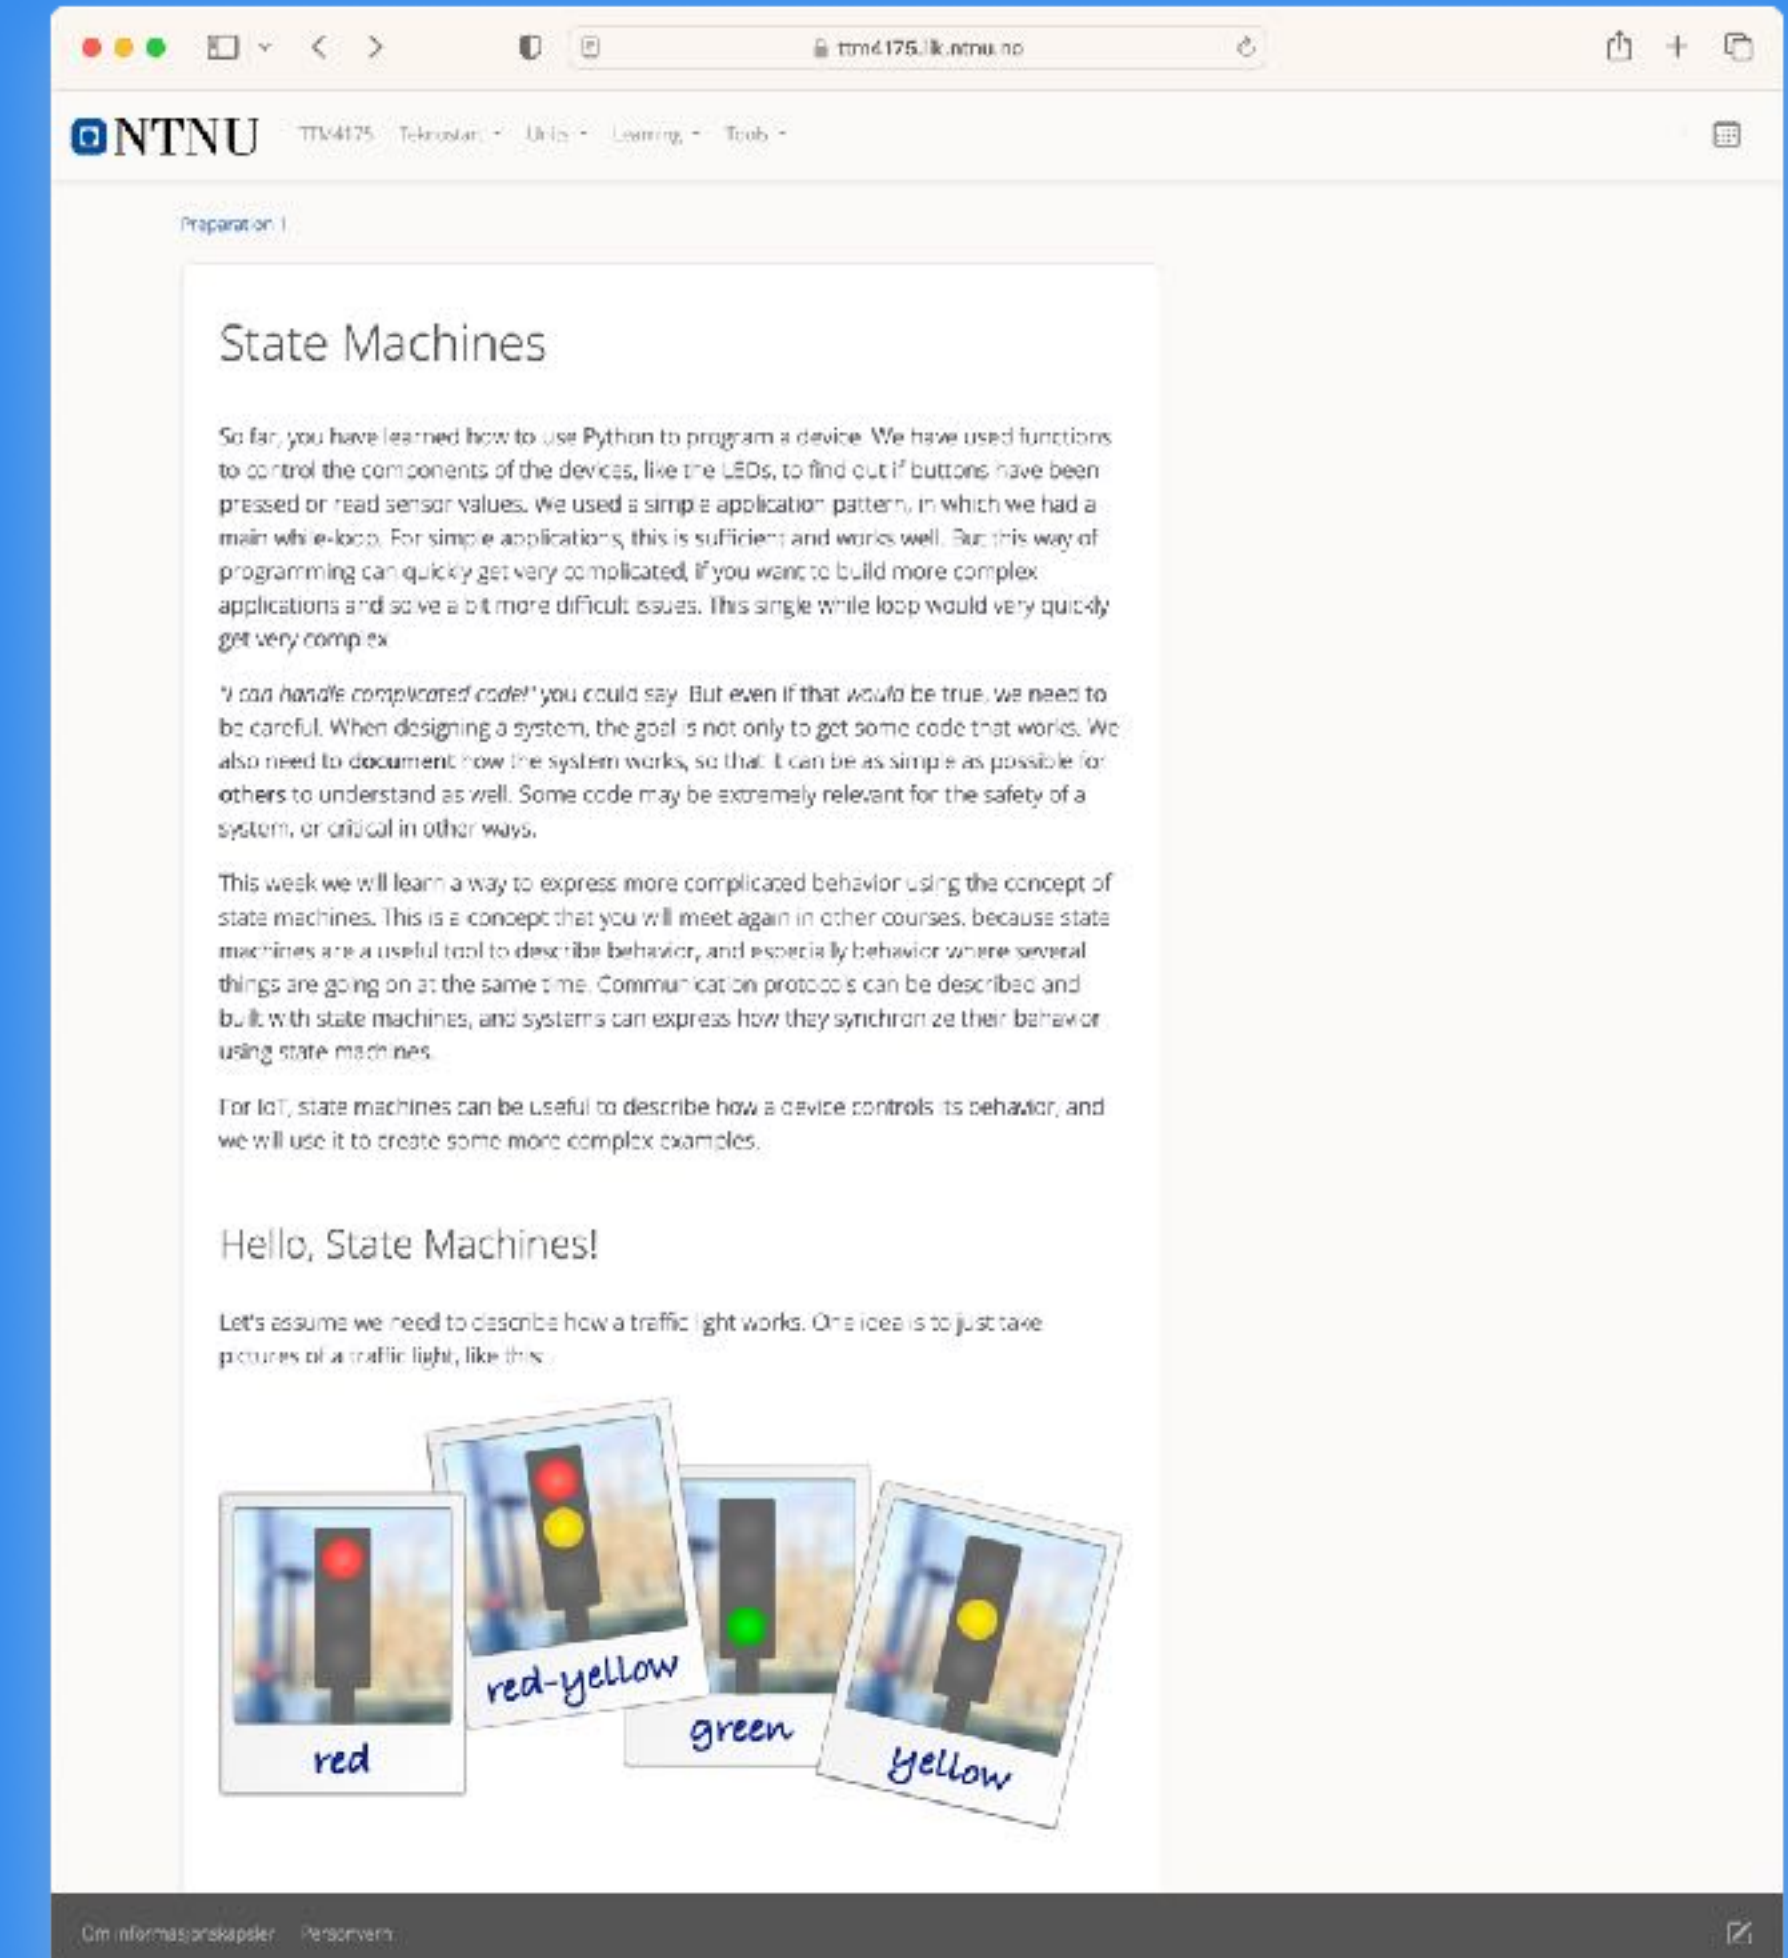 ttm4175.iik.ntnu.no
NTNU TTM4175 Teknostart Units Learning Tools
Preparation 1
State Machines
So far, you have learned how to use Python to program a device. We have used functions
to control the components of the devices, like the LEDs, to find out if buttons have been
pressed or read sensor values. We used a simple application pattern, in which we had a
main while-loop. For simple applications, this is sufficient and works well. But this way of
programming can quickly get very complicated, if you want to build more complex
applications and solve a bit more difficult issues. This single while loop would very quickly
get very complex.
"I can handle complicated code!" you could say. But even if that would be true, we need to
be careful. When designing a system, the goal is not only to get some code that works. We
also need to document how the system works, so that it can be as simple as possible for
others to understand as well. Some code may be extremely relevant for the safety of a
system, or critical in other ways.
This week we will learn a way to express more complicated behavior using the concept of
state machines. This is a concept that you will meet again in other courses, because state
machines are a useful tool to describe behavior, and especially behavior where several
things are going on at the same time. Communication protocols can be described and
built with state machines, and systems can express how they synchronize their behavior
using state machines.
For IoT, state machines can be useful to describe how a device controls its behavior, and
we will use it to create some more complex examples.
Hello, State Machines!
Let's assume we need to describe how a traffic light works. One idea is to just take
pictures of a traffic light, like this:
red
red-yellow
green
yellow
Om informasjonskapsler Personvern